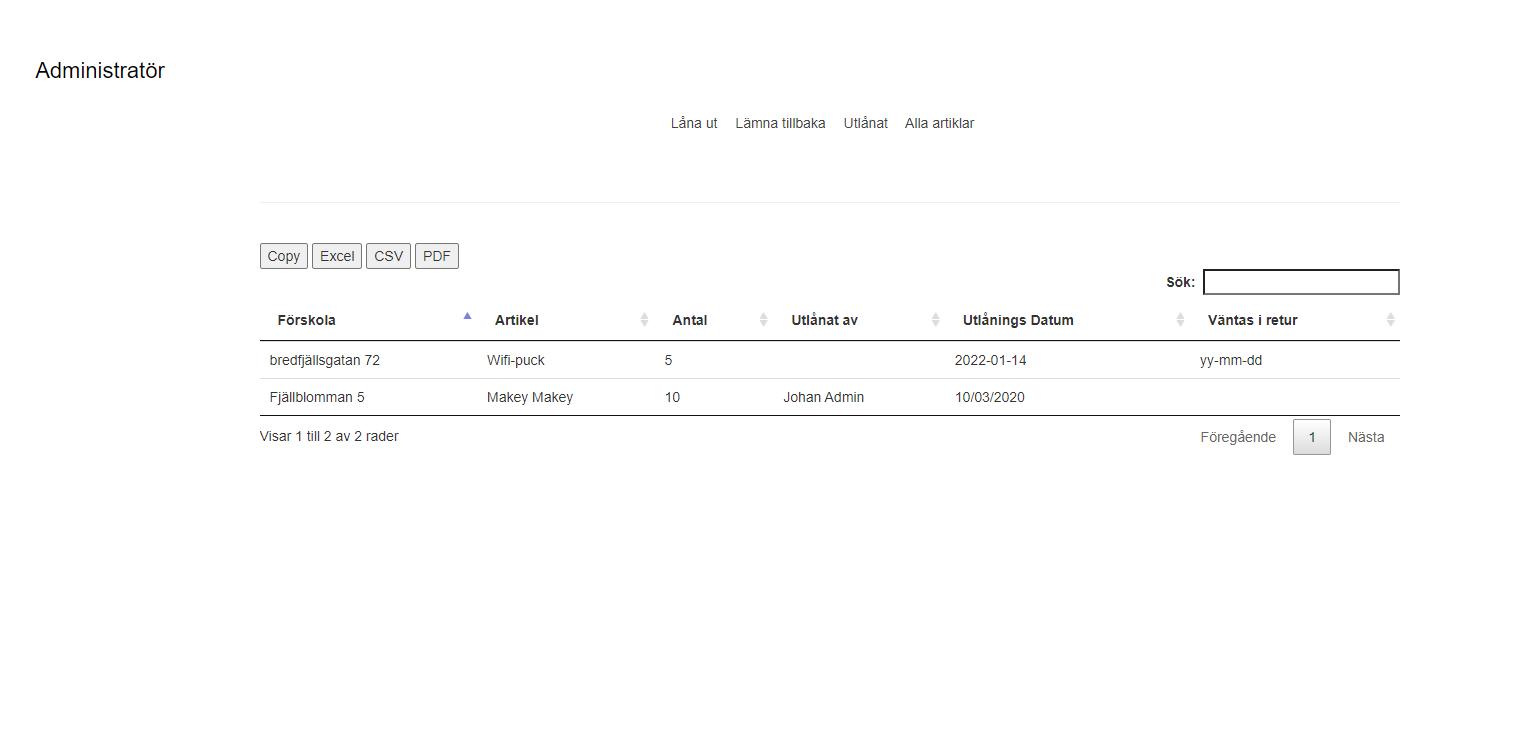 Administratör
Låna ut Lämna tillbaka Utlånat Alla artiklar
Copy Excel CSV PDF
Sök:
Förskola Artikel Antal Utlånat av Utlånings Datum Väntas i retur
bredfjällsgatan 72 Wifi-puck 5 2022-01-14 yy-mm-dd
Fjällblomman 5 Makey Makey 10 Johan Admin 10/03/2020
Visar 1 till 2 av 2 rader Föregående 1 Nästa